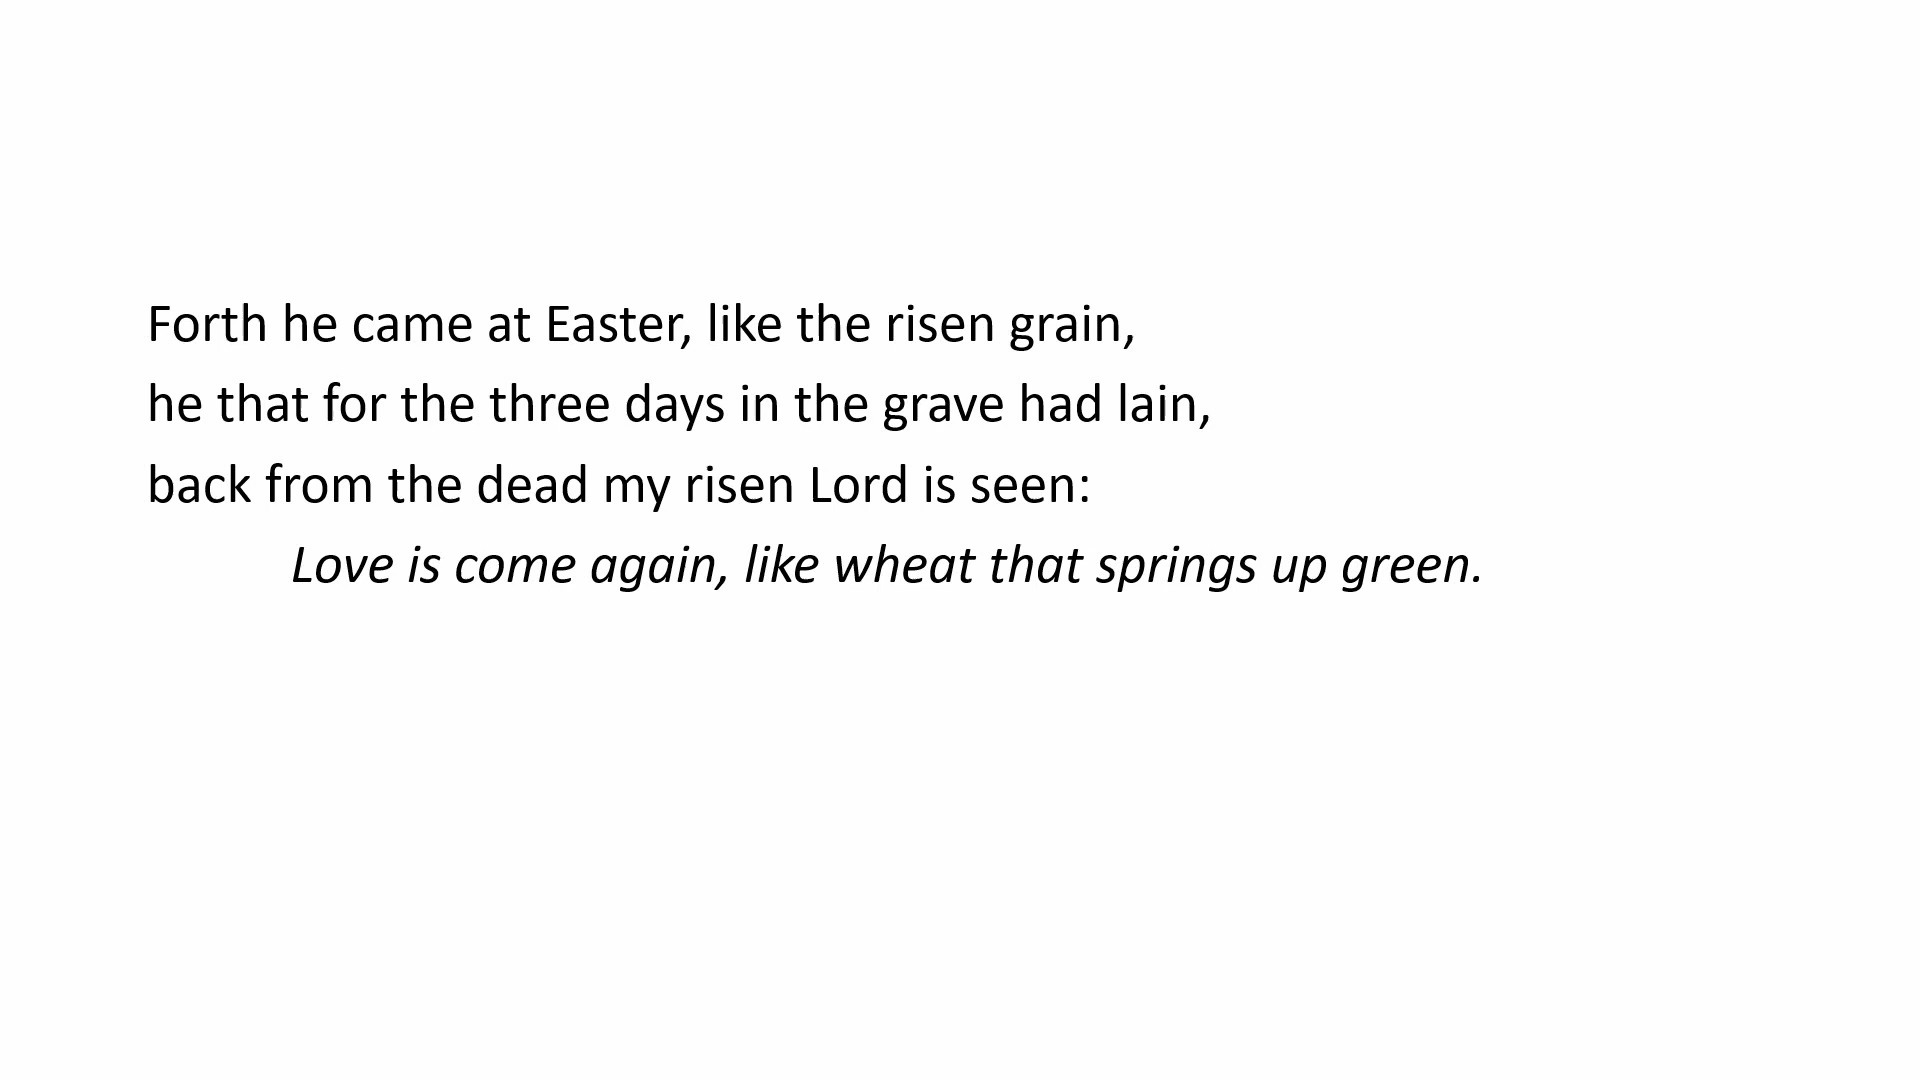 Forth he came at Easter, like the risen grain,
he that for the three days in the grave had lain,
back from the dead my risen Lord is seen:
Love is come again, like wheat that springs up green.